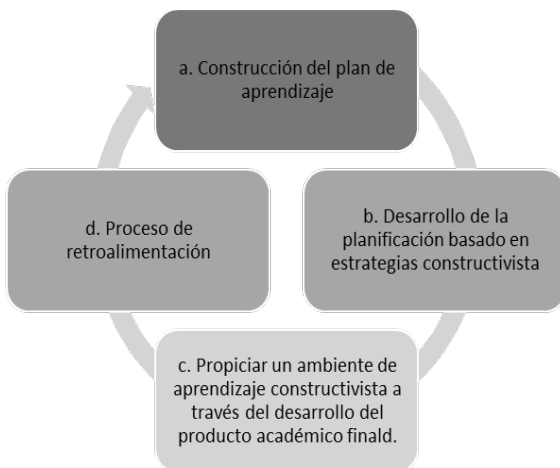 a. Construcción del plan de
aprendizaje
b. Desarrollo de la
planificación basado en
estrategias constructivista
c. Propiciar un ambiente de
aprendizaje constructivista a
través del desarrollo del
producto académico finald.
d. Proceso de
retroalimentación